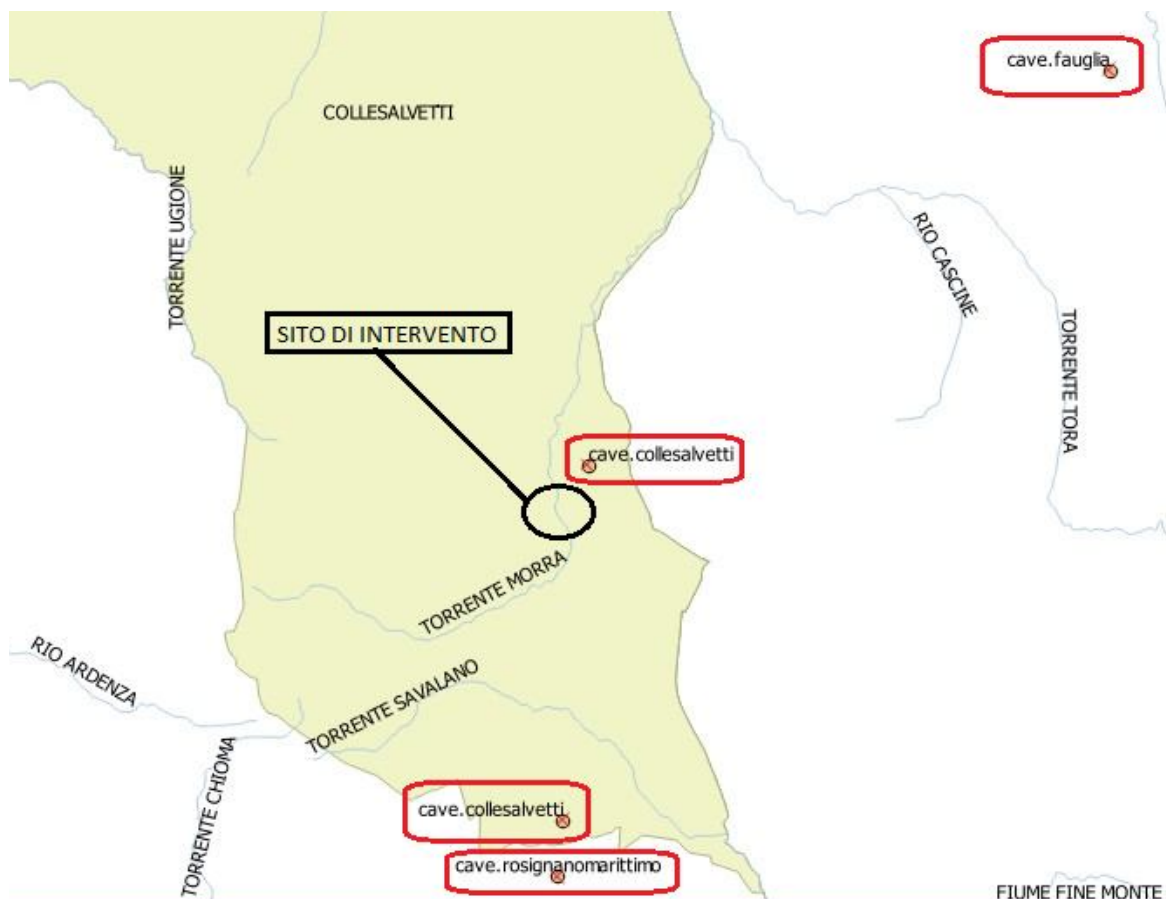 cave.fauglia
COLLESALVETTI
TORRENTE UGIONE
RIO CASCINE
SITO DI INTERVENTO
TORRENTE TORA
cave.collesalvetti
TORRENTE MORRA
RIO ARDENZA
TORRENTE SAVALANO
TORRENTE CHIOMA
cave.collesalvetti
cave.rosignanomarittimo
FIUME FINE MONTE